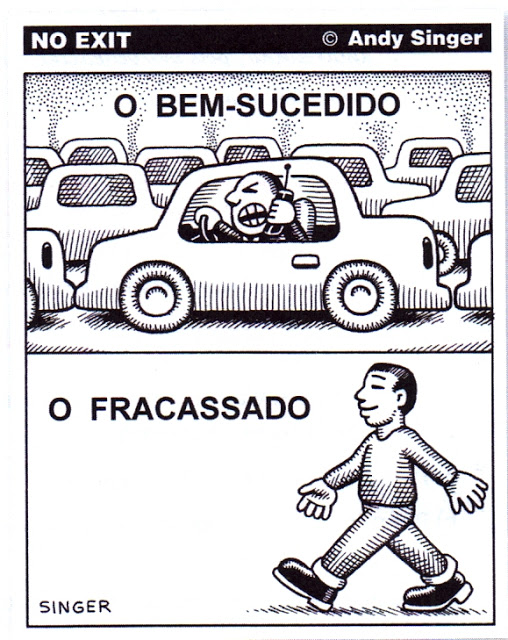 NO EXIT © Andy Singer
O BEM-SUCEDIDO
O FRACASSADO
SINGER